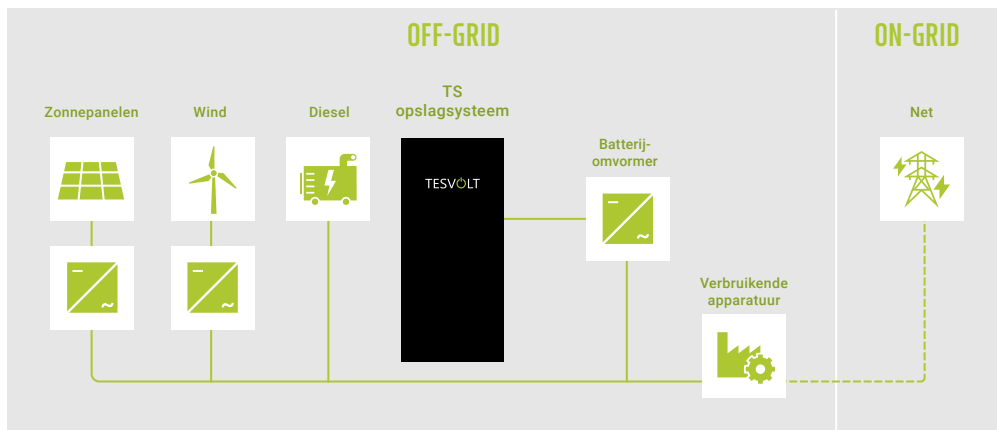 OFF-GRID
ON-GRID
Zonnepanelen
Wind
Diesel
TS
opslagsysteem
Net
Batterij-
omvormer
TESVOLT
Verbruikende
apparatuur